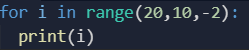 for i in range(20,10,-2):
  print(i)